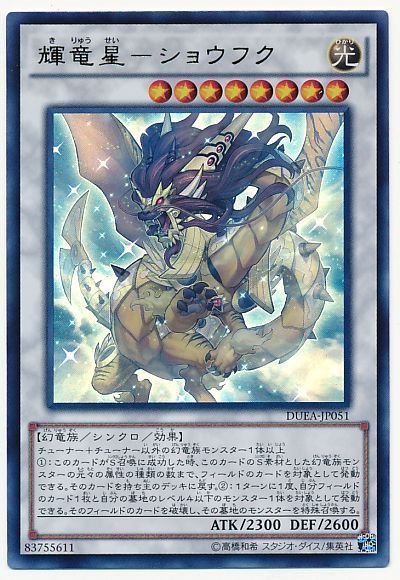 輝竜星－ショウフク
光
DUEA-JP051
【幻竜族／シンクロ／効果】
チューナー＋チューナー以外の幻竜族モンスター1体以上
①：このカードがS召喚に成功した時、このカードのS素材とした幻竜族モン
スターの元々の属性の種類の数まで、フィールドのカードを対象として発動
できる。そのカードを持ち主のデッキに戻す。②：1ターンに1度、自分フィールド
のカード1枚と自分の墓地のレベル4以下のモンスター1体を対象として発動で
きる。そのフィールドのカードを破壊し、その墓地のモンスターを特殊召喚する。
ATK/2300 DEF/2600
83755611
©高橋和希 スタジオ・ダイス/集英社